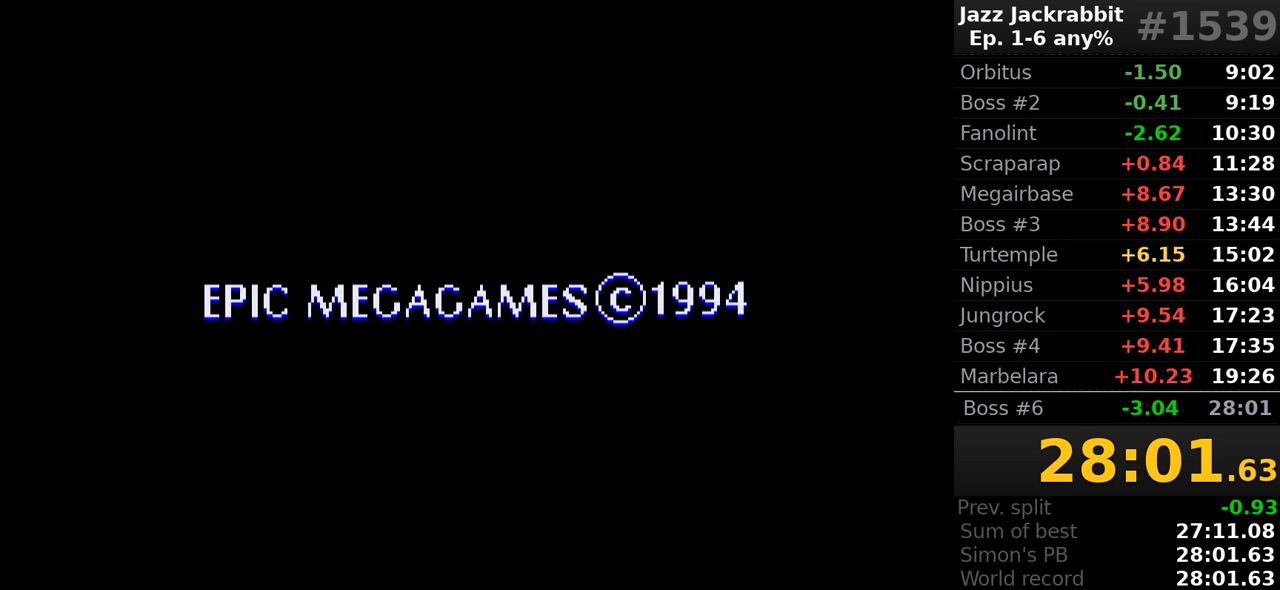 EPIC MEGAGAMES©1994
Jazz Jackrabbit
Ep. 1-6 any%
#1539
Orbitus -1.50 9:02
Boss #2 -0.41 9:19
Fanolint -2.62 10:30
Scraparap +0.84 11:28
Megairbase +8.67 13:30
Boss #3 +8.90 13:44
Turtemple +6.15 15:02
Nippius +5.98 16:04
Jungrock +9.54 17:23
Boss #4 +9.41 17:35
Marbelara +10.23 19:26
Boss #6 -3.04 28:01
28:01.63
Prev. split -0.93
Sum of best 27:11.08
Simon's PB 28:01.63
World record 28:01.63